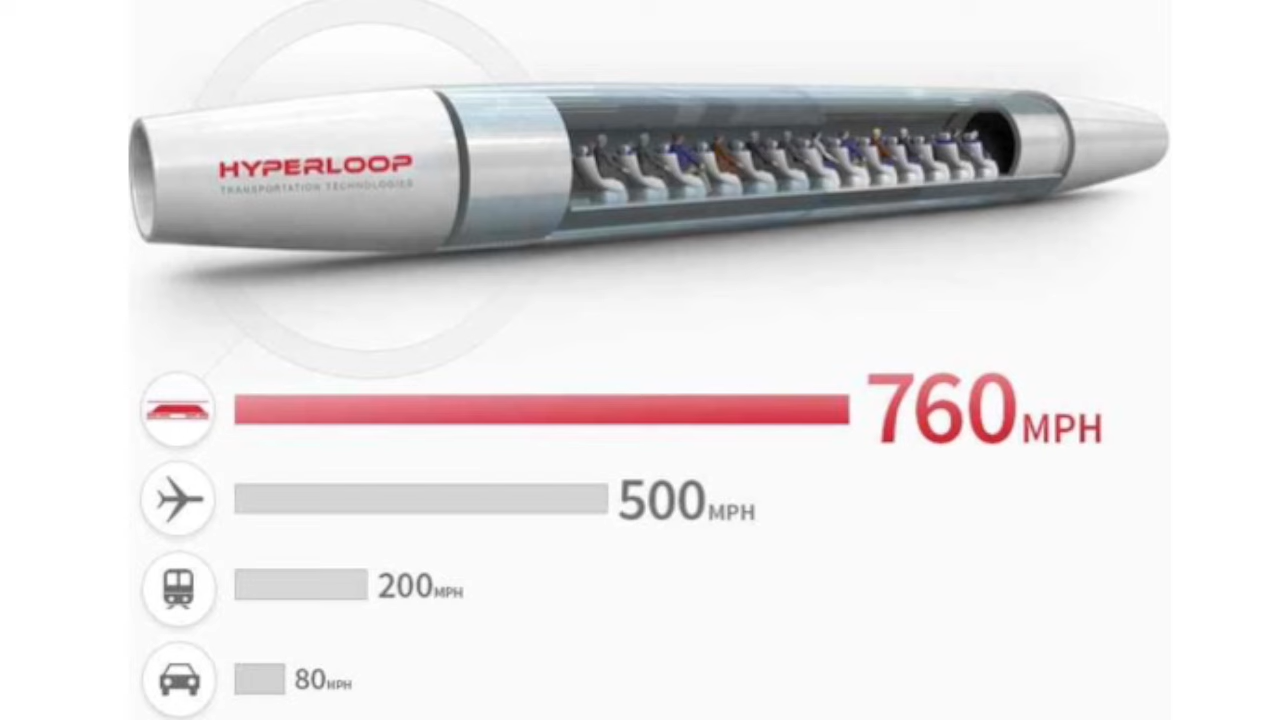 HYPERLOOP
TRANSPORTATION TECHNOLOGIES
760MPH
500MPH
200MPH
80MPH